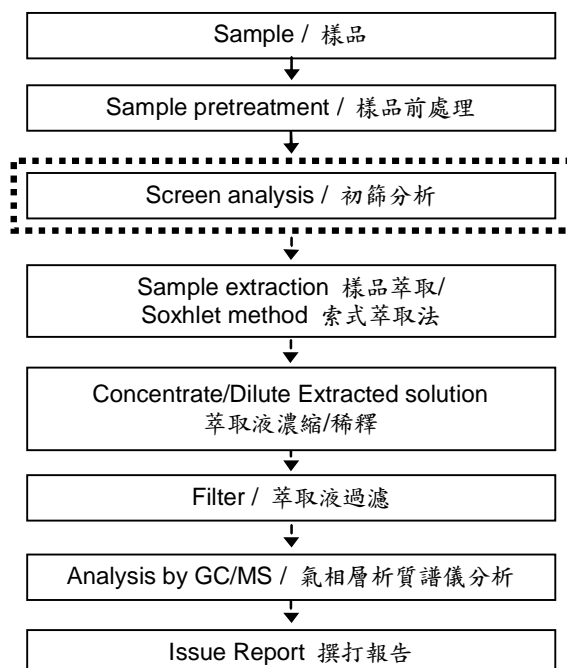 Sample / 樣品
Sample pretreatment / 樣品前處理
Screen analysis / 初篩分析
Sample extraction 樣品萃取/
Soxhlet method 索式萃取法
Concentrate/Dilute Extracted solution
萃取液濃縮/稀釋
Filter / 萃取液過濾
Analysis by GC/MS / 氣相層析質譜儀分析
Issue Report 撰打報告